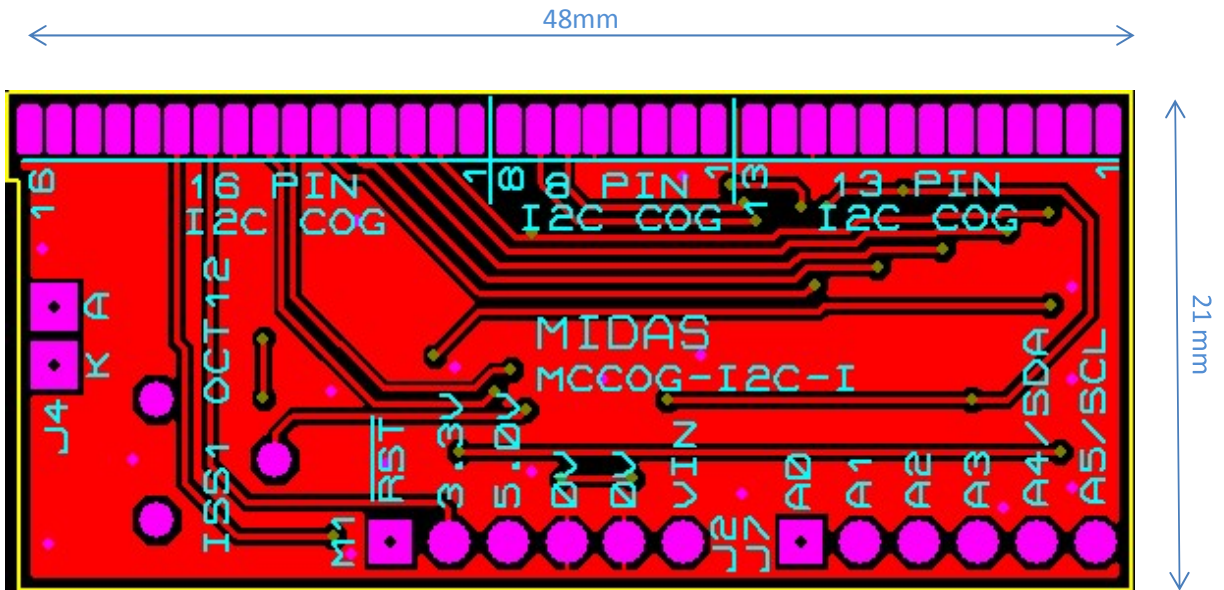 48mm
16
16 PIN
I2C COG
1
8
8 PIN
I2C COG
1
13
13 PIN
I2C COG
1
21mm
A
K
J4
ISS1 OCT12
MIDAS
MCCOG-I2C-I
M1
RST
3.3V
5.0V
0V
0V
VIN
J2
J7
A0
A1
A2
A3
A4/SDA
A5/SCL